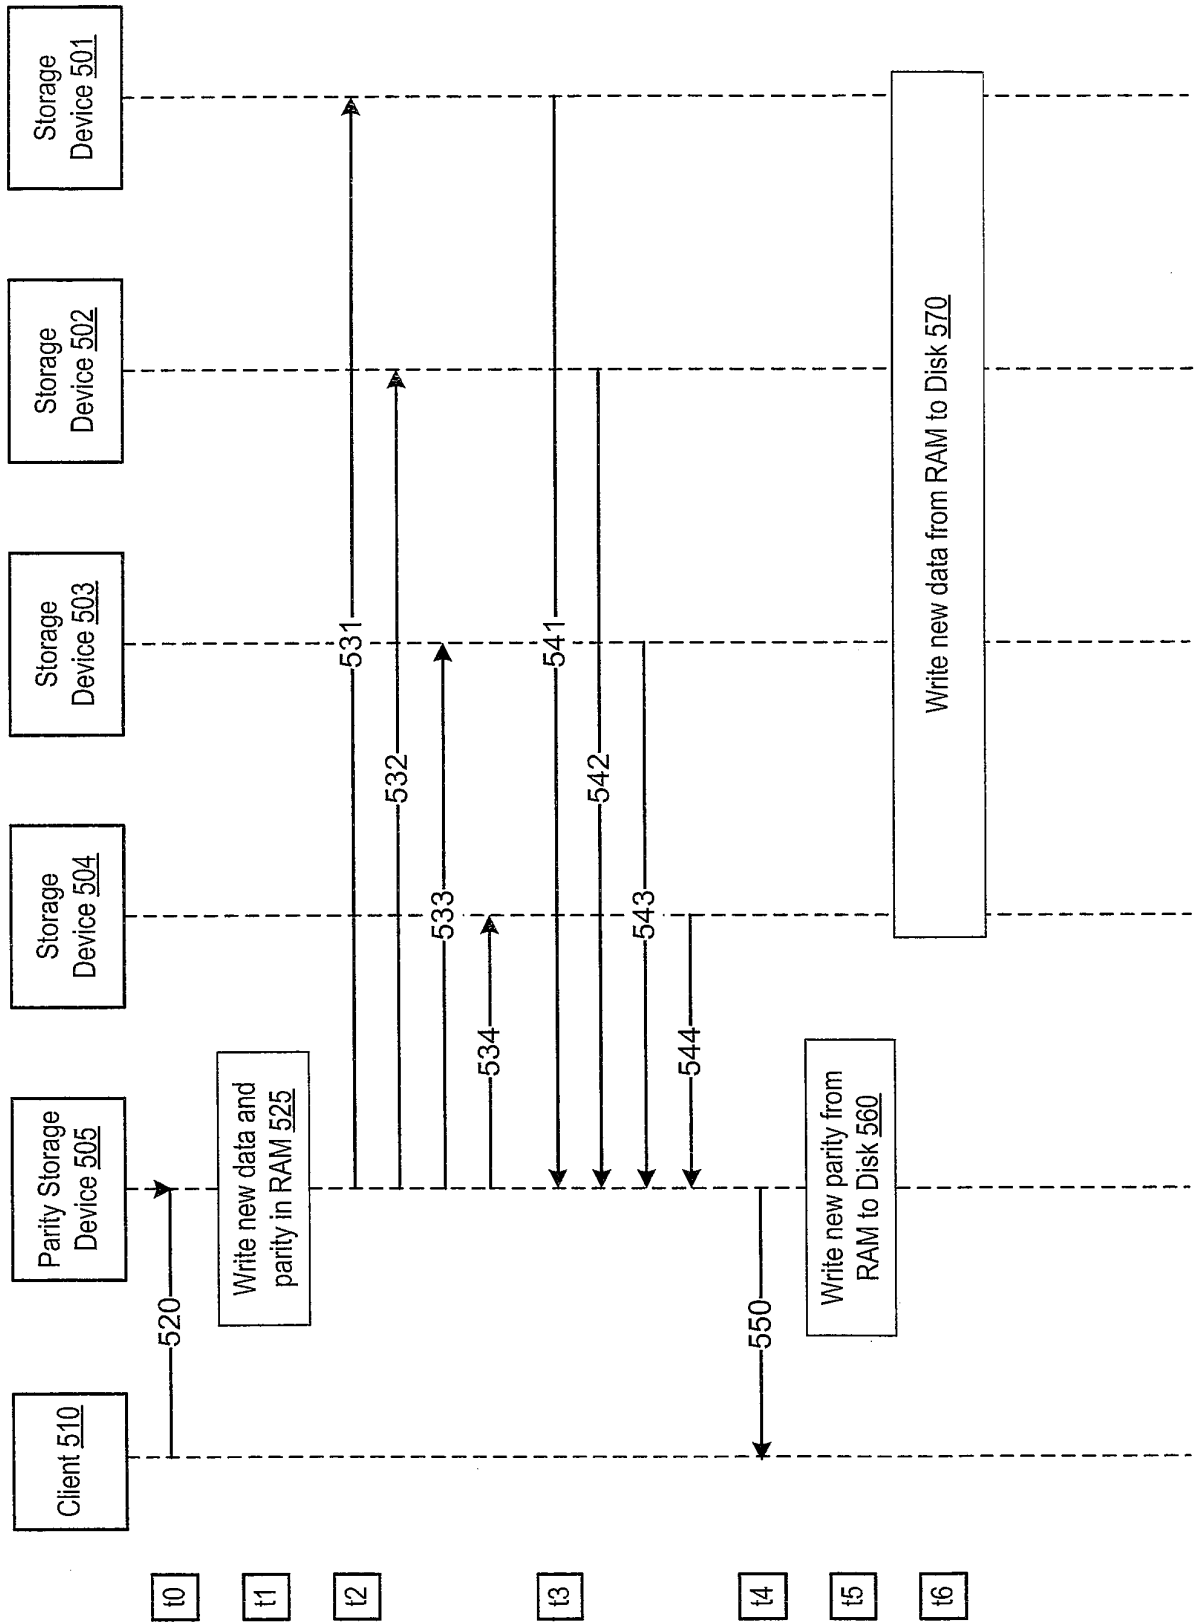 Client 510
Parity Storage
Device 505
Storage
Device 504
Storage
Device 503
Storage
Device 502
Storage
Device 501
t0
520
t1
Write new data and
parity in RAM 525
t2
531
532
533
534
t3
541
542
543
544
t4
550
t5
Write new parity from
RAM to Disk 560
t6
Write new data from RAM to Disk 570